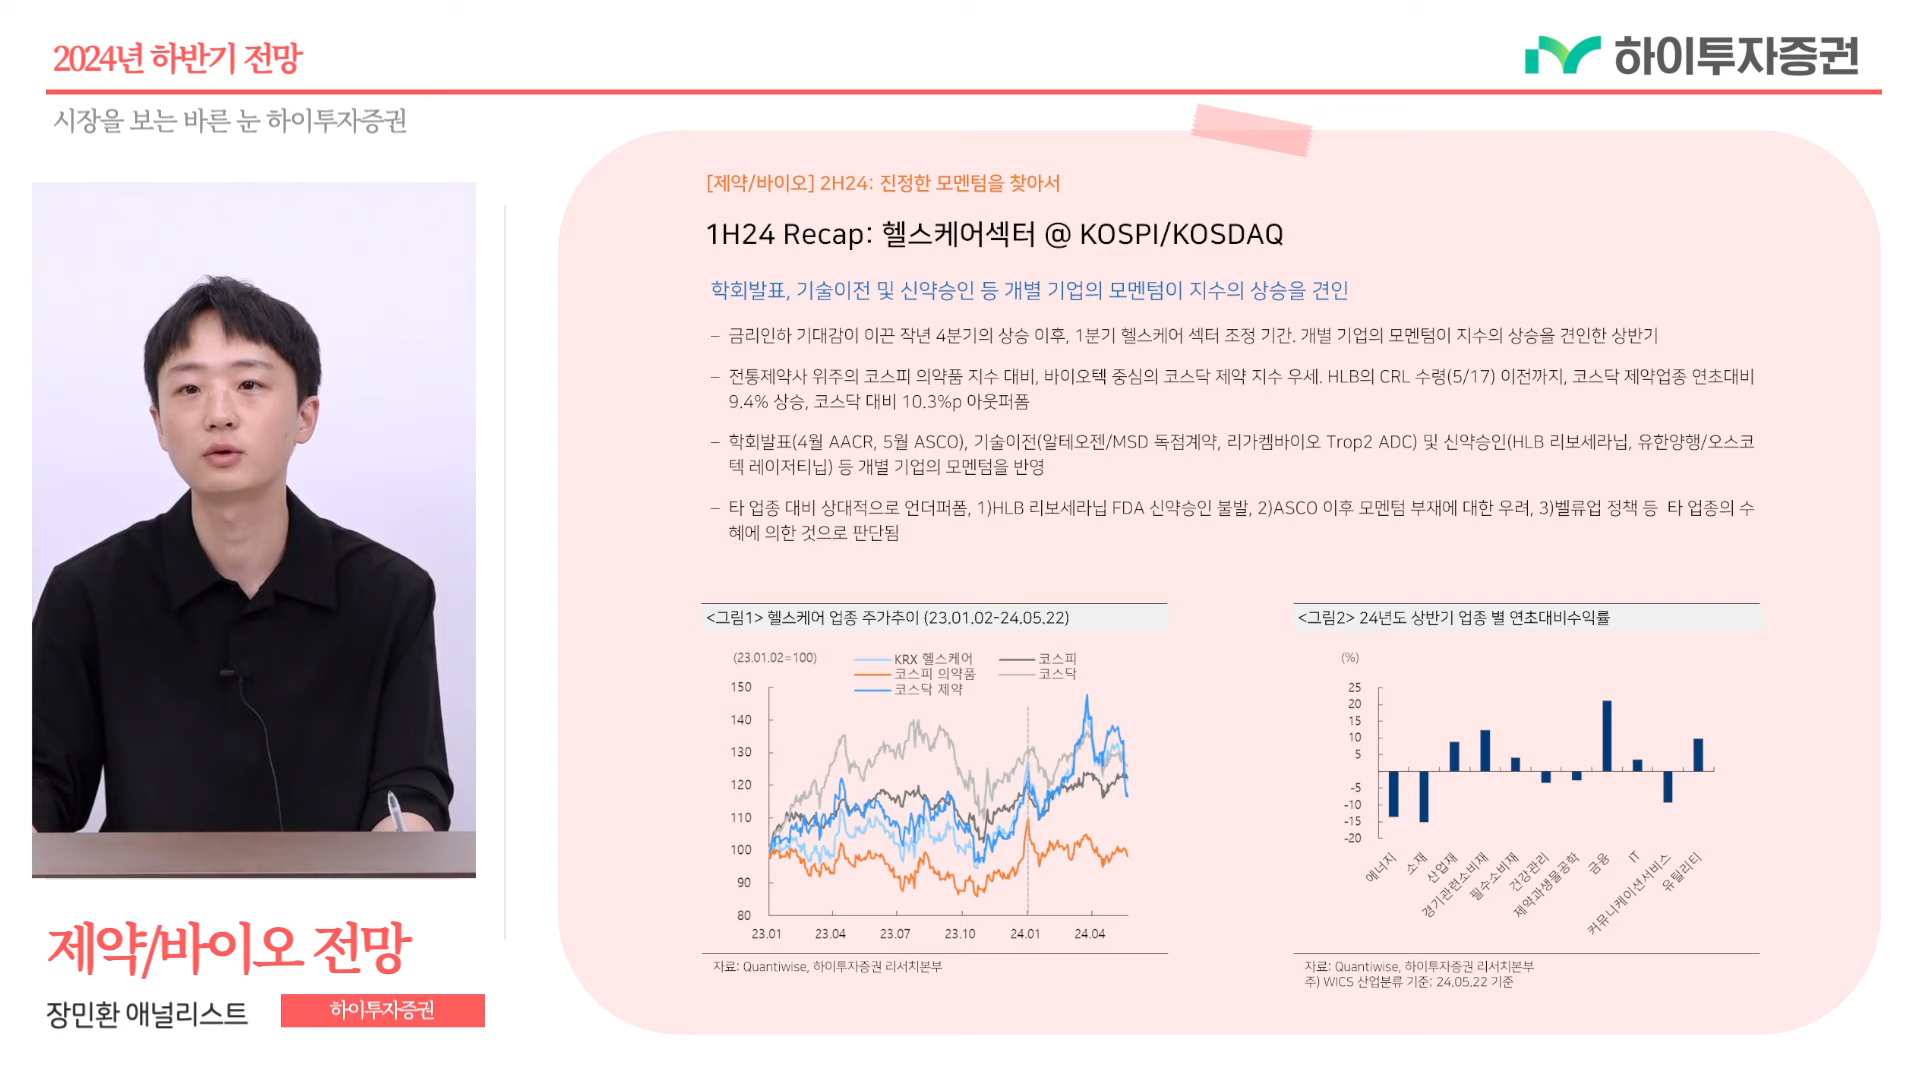 2024년 하반기 전망
하이투자증권
시장을 보는 바른 눈 하이투자증권
[제약/바이오] 2H24: 진정한 모멘텀을 찾아서
1H24 Recap: 헬스케어섹터 @ KOSPI/KOSDAQ
학회발표, 기술이전 및 신약승인 등 개별 기업의 모멘텀이 지수의 상승을 견인
– 금리인하 기대감이 이끈 작년 4분기의 상승 이후, 1분기 헬스케어 섹터 조정 기간. 개별 기업의 모멘텀이 지수의 상승을 견인한 상반기
– 전통제약사 위주의 코스피 의약품 지수 대비, 바이오텍 중심의 코스닥 제약 지수 우세. HLB의 CRL 수령(5/17) 이전까지, 코스닥 제약업종 연초대비
9.4% 상승, 코스닥 대비 10.3%p 아웃퍼폼
– 학회발표(4월 AACR, 5월 ASCO), 기술이전(알테오젠/MSD 독점계약, 리가켐바이오 Trop2 ADC) 및 신약승인(HLB 리보세라닙, 유한양행/오스코
텍 레이저티닙) 등 개별 기업의 모멘텀을 반영
– 타 업종 대비 상대적으로 언더퍼폼, 1)HLB 리보세라닙 FDA 신약승인 불발, 2)ASCO 이후 모멘텀 부재에 대한 우려, 3)벨류업 정책 등 타 업종의 수
혜에 의한 것으로 판단됨
<그림1> 헬스케어 업종 주가추이 (23.01.02-24.05.22)
(23.01.02=100)
KRX 헬스케어
코스피
코스피 의약품
코스닥
코스닥 제약
150
140
130
120
110
100
90
80
23.01 23.04 23.07 23.10 24.01 24.04
자료: Quantiwise, 하이투자증권 리서치본부
<그림2> 24년도 상반기 업종 별 연초대비수익률
(%)
25
20
15
10
5
-5
-10
-15
-20
에너지
소재
산업재
경기관련소비재
필수소비재
건강관리
제약과생물공학
금융
IT
커뮤니케이션서비스
유틸리티
자료: Quantiwise, 하이투자증권 리서치본부
주) WICS 산업분류 기준; 24.05.22 기준
제약/바이오 전망
장민환 애널리스트
하이투자증권